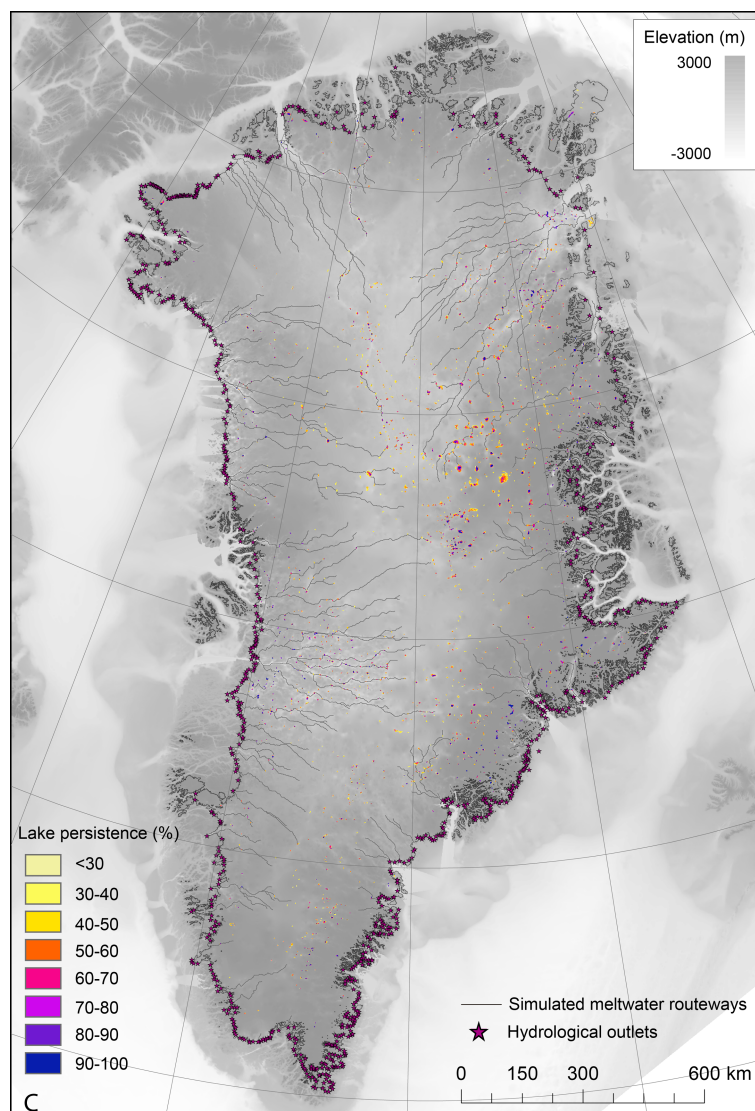 Elevation (m)
3000
-3000
Lake persistence (%)
<30
30-40
40-50
50-60
60-70
70-80
80-90
90-100
Simulated meltwater routeways
Hydrological outlets
0 150 300 600 km
C